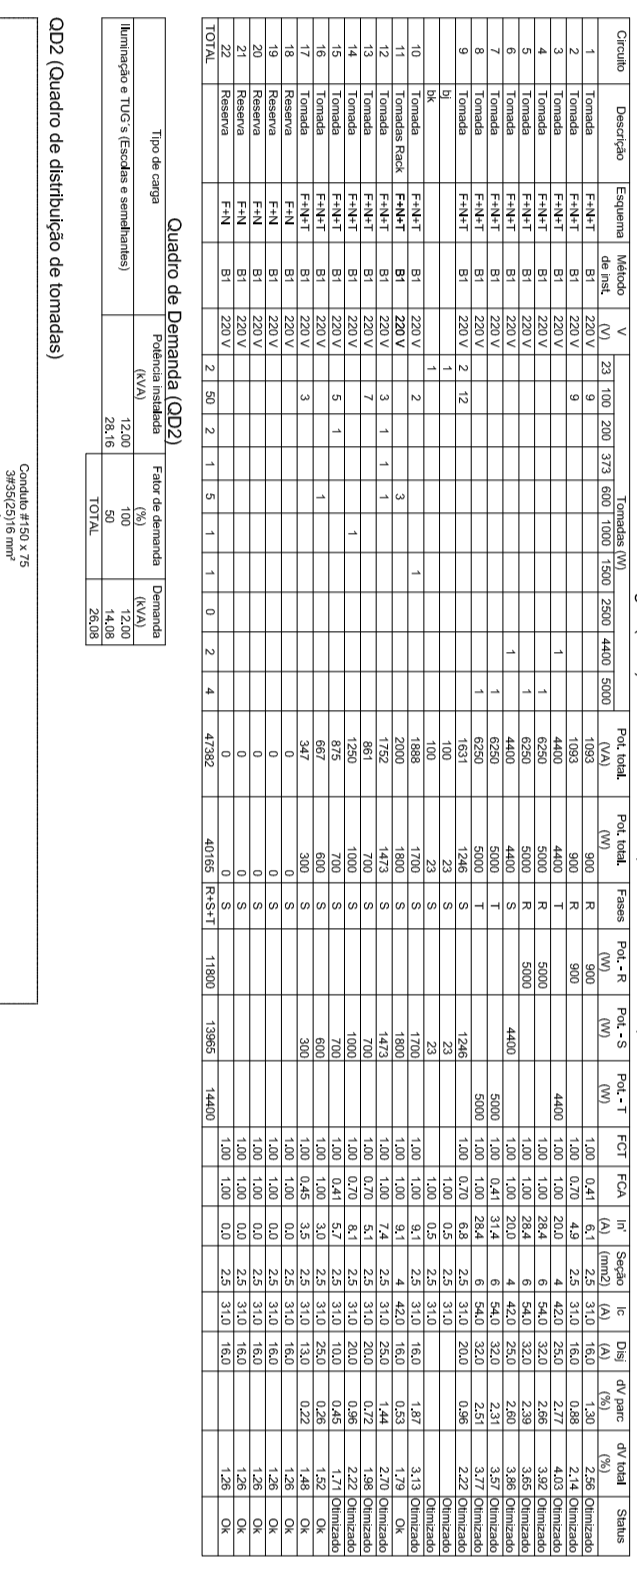 Circuito Descrição Esquema Método de inst. V (V) Tomadas (W) Pot. total. (VA) Pot. total. (W) Fases Pot. - R (W) Pot. - S (W) Pot. - T (W) FCT FCA In' (A) Seção (mm2) Ic (A) Disj (A) dV parc (%) dV total (%) Status
23 100 200 373 600 1000 1500 2500 4400 5000
1 Tomada F+N+T B1 220 V 9 1093 900 R 900 1.00 0.41 6.1 2.5 31.0 16.0 1.30 2.56 Otimizado
2 Tomada F+N+T B1 220 V 9 1093 900 R 900 1.00 0.70 4.9 2.5 31.0 16.0 0.88 2.14 Otimizado
3 Tomada F+N+T B1 220 V 1 4400 4400 T 4400 1.00 1.00 20.0 4 42.0 25.0 2.77 4.03 Otimizado
4 Tomada F+N+T B1 220 V 1 6250 5000 R 5000 1.00 1.00 28.4 6 54.0 32.0 2.66 3.92 Otimizado
5 Tomada F+N+T B1 220 V 1 6250 5000 R 5000 1.00 1.00 28.4 6 54.0 32.0 2.39 3.65 Otimizado
6 Tomada F+N+T B1 220 V 1 4400 4400 S 4400 1.00 1.00 20.0 4 42.0 25.0 2.60 3.86 Otimizado
7 Tomada F+N+T B1 220 V 1 6250 5000 T 5000 1.00 0.41 31.4 6 54.0 32.0 2.31 3.57 Otimizado
8 Tomada F+N+T B1 220 V 1 6250 5000 T 5000 1.00 1.00 28.4 6 54.0 32.0 2.51 3.77 Otimizado
9 Tomada F+N+T B1 220 V 2 12 1631 1246 S 1246 1.00 0.70 6.8 2.5 31.0 20.0 0.96 2.22 Otimizado
bj 1 100 23 S 23 1.00 0.5 2.5 31.0 Otimizado
bk 1 100 23 S 23 1.00 0.5 2.5 31.0 Otimizado
10 Tomada F+N+T B1 220 V 2 1 1888 1700 S 1700 1.00 1.00 9.1 2.5 31.0 16.0 1.87 3.13 Otimizado
11 Tomadas Rack F+N+T B1 220 V 3 2000 1800 S 1800 1.00 1.00 9.1 4 42.0 16.0 0.53 1.79 Ok
12 Tomada F+N+T B1 220 V 3 1 1 1 1752 1473 S 1473 1.00 1.00 7.4 2.5 31.0 25.0 1.44 2.70 Otimizado
13 Tomada F+N+T B1 220 V 7 861 700 S 700 1.00 0.70 5.1 2.5 31.0 20.0 0.72 1.98 Otimizado
14 Tomada F+N+T B1 220 V 1 1250 1000 S 1000 1.00 0.70 8.1 2.5 31.0 20.0 0.96 2.22 Otimizado
15 Tomada F+N+T B1 220 V 5 1 875 700 S 700 1.00 0.41 5.7 2.5 31.0 10.0 0.45 1.71 Otimizado
16 Tomada F+N+T B1 220 V 1 667 600 S 600 1.00 1.00 3.0 2.5 31.0 25.0 0.26 1.52 Ok
17 Tomada F+N+T B1 220 V 3 347 300 S 300 1.00 0.45 3.5 2.5 31.0 13.0 0.22 1.48 Ok
18 Reserva F+N B1 220 V 0 0 S 1.00 1.00 0.0 2.5 31.0 16.0 1.26 Ok
19 Reserva F+N B1 220 V 0 0 S 1.00 1.00 0.0 2.5 31.0 16.0 1.26 Ok
20 Reserva F+N B1 220 V 0 0 S 1.00 1.00 0.0 2.5 31.0 16.0 1.26 Ok
21 Reserva F+N B1 220 V 0 0 S 1.00 1.00 0.0 2.5 31.0 16.0 1.26 Ok
22 Reserva F+N B1 220 V 0 0 S 1.00 1.00 0.0 2.5 31.0 16.0 1.26 Ok
TOTAL 2 50 2 1 5 1 1 0 2 4 47382 40165 R+S+T 11800 13965 14400
Quadro de Demanda (QD2)
Tipo de carga Potência instalada (kVA) Fator de demanda (%) Demanda (kVA)
Iluminação e TUG's (Escolas e semelhantes) 12.00 100 12.00
28.16 50 14.08
TOTAL 26.08
QD2 (Quadro de distribuição de tomadas)
Conduto #150 x 75
3#35(25)16 mm²